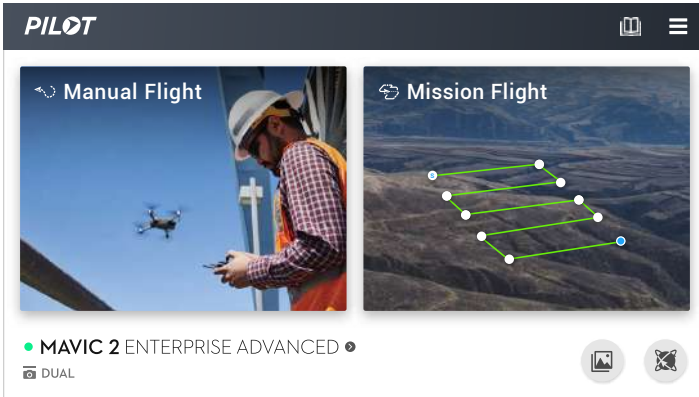 PILOT
Manual Flight
Mission Flight
S
MAVIC 2 ENTERPRISE ADVANCED
DUAL